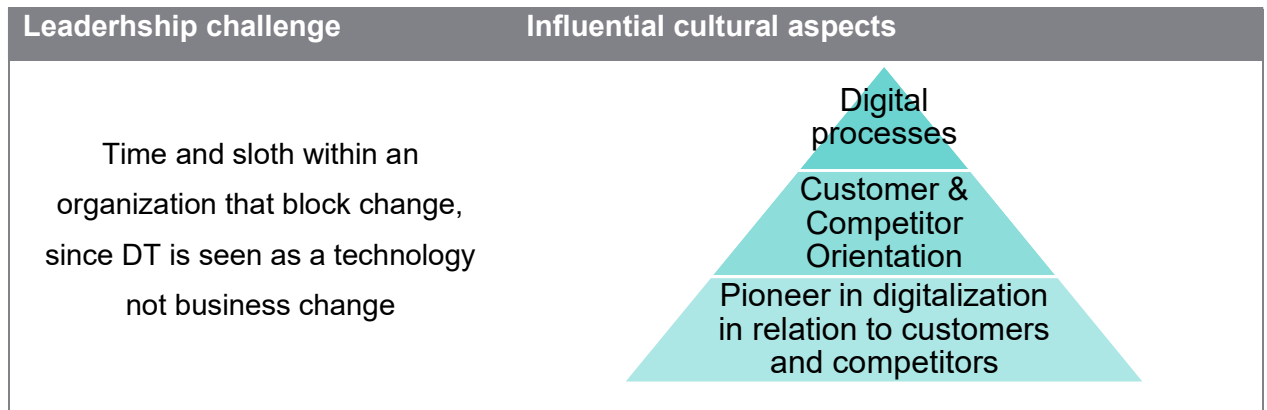 Leaderhship challenge
Influential cultural aspects
Time and sloth within an
organization that block change,
since DT is seen as a technology
not business change
Digital
processes
Customer &
Competitor
Orientation
Pioneer in digitalization
in relation to customers
and competitors